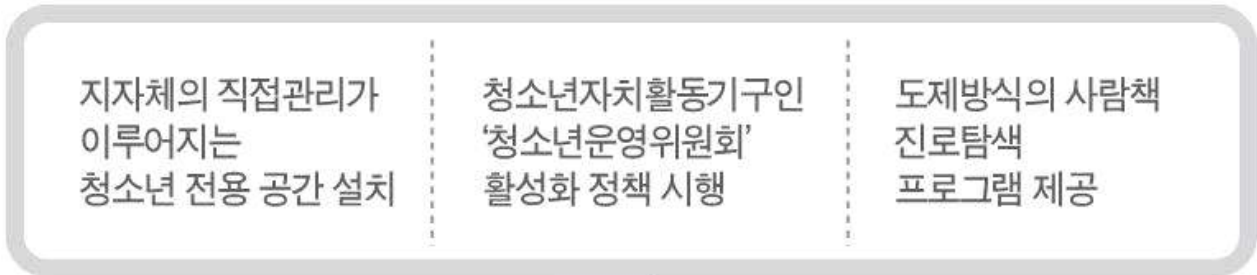 지자체의 직접관리가
이루어지는
청소년 전용 공간 설치
청소년자치활동기구인
‘청소년운영위원회’
활성화 정책 시행
도제방식의 사람책
진로탐색
프로그램 제공